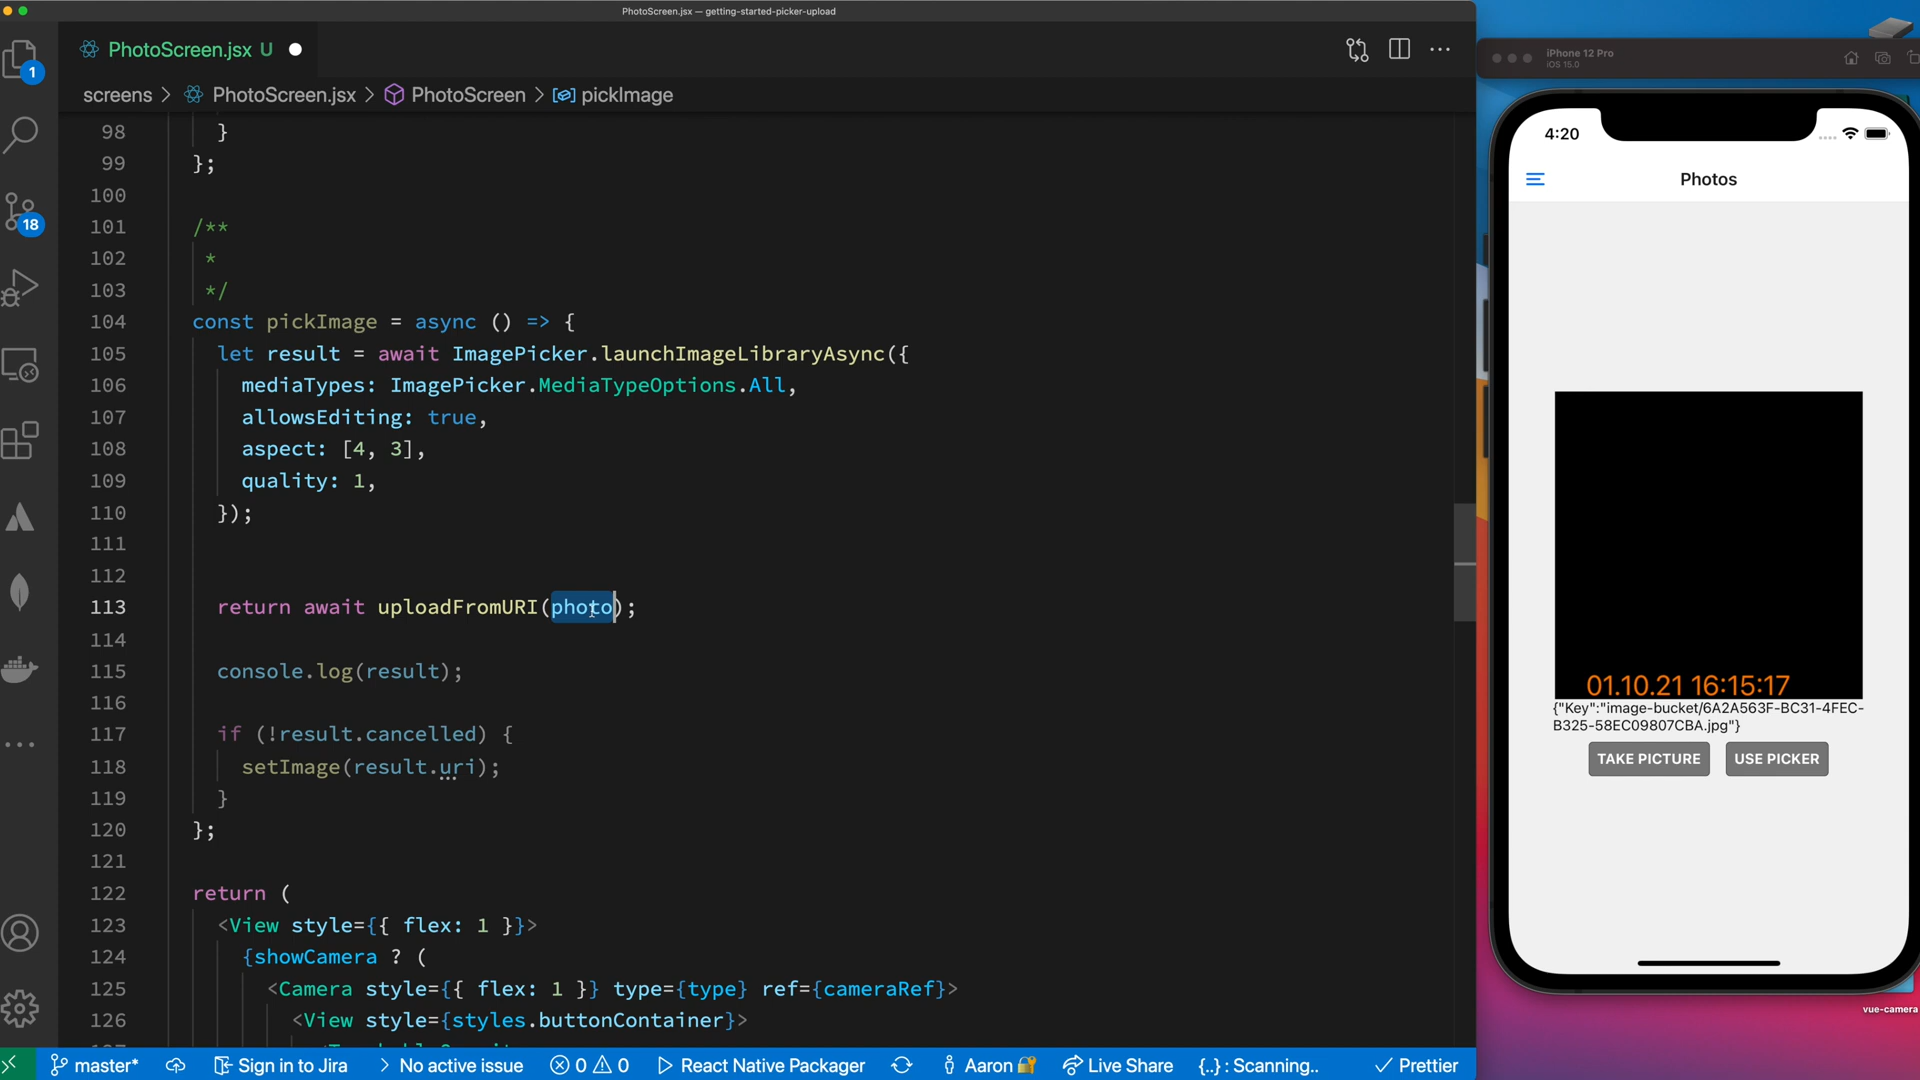 PhotoScreen.jsx — getting-started-picker-upload
PhotoScreen.jsx U
screens > PhotoScreen.jsx > PhotoScreen > pickImage
98 }
99 };
100
101 /**
102 *
103 */
104 const pickImage = async () => {
105 let result = await ImagePicker.launchImageLibraryAsync({
106 mediaTypes: ImagePicker.MediaTypeOptions.All,
107 allowsEditing: true,
108 aspect: [4, 3],
109 quality: 1,
110 });
111
112
113 return await uploadFromURI(photo);
114
115 console.log(result);
116
117 if (!result.cancelled) {
118 setImage(result.uri);
119 }
120 };
121
122 return (
123 <View style={{ flex: 1 }}>
124 {showCamera ? (
125 <Camera style={{ flex: 1 }} type={type} ref={cameraRef}>
126 <View style={styles.buttonContainer}>
1
18
master*
Sign in to Jira
> No active issue
0 0
React Native Packager
Aaron
Live Share
{..} : Scanning..
Prettier
iPhone 12 Pro
iOS 15.0
4:20
Photos
01.10.21 16:15:17
{"Key":"image-bucket/6A2A563F-BC31-4FEC-
B325-58EC09807CBA.jpg"}
TAKE PICTURE
USE PICKER
vue-camera